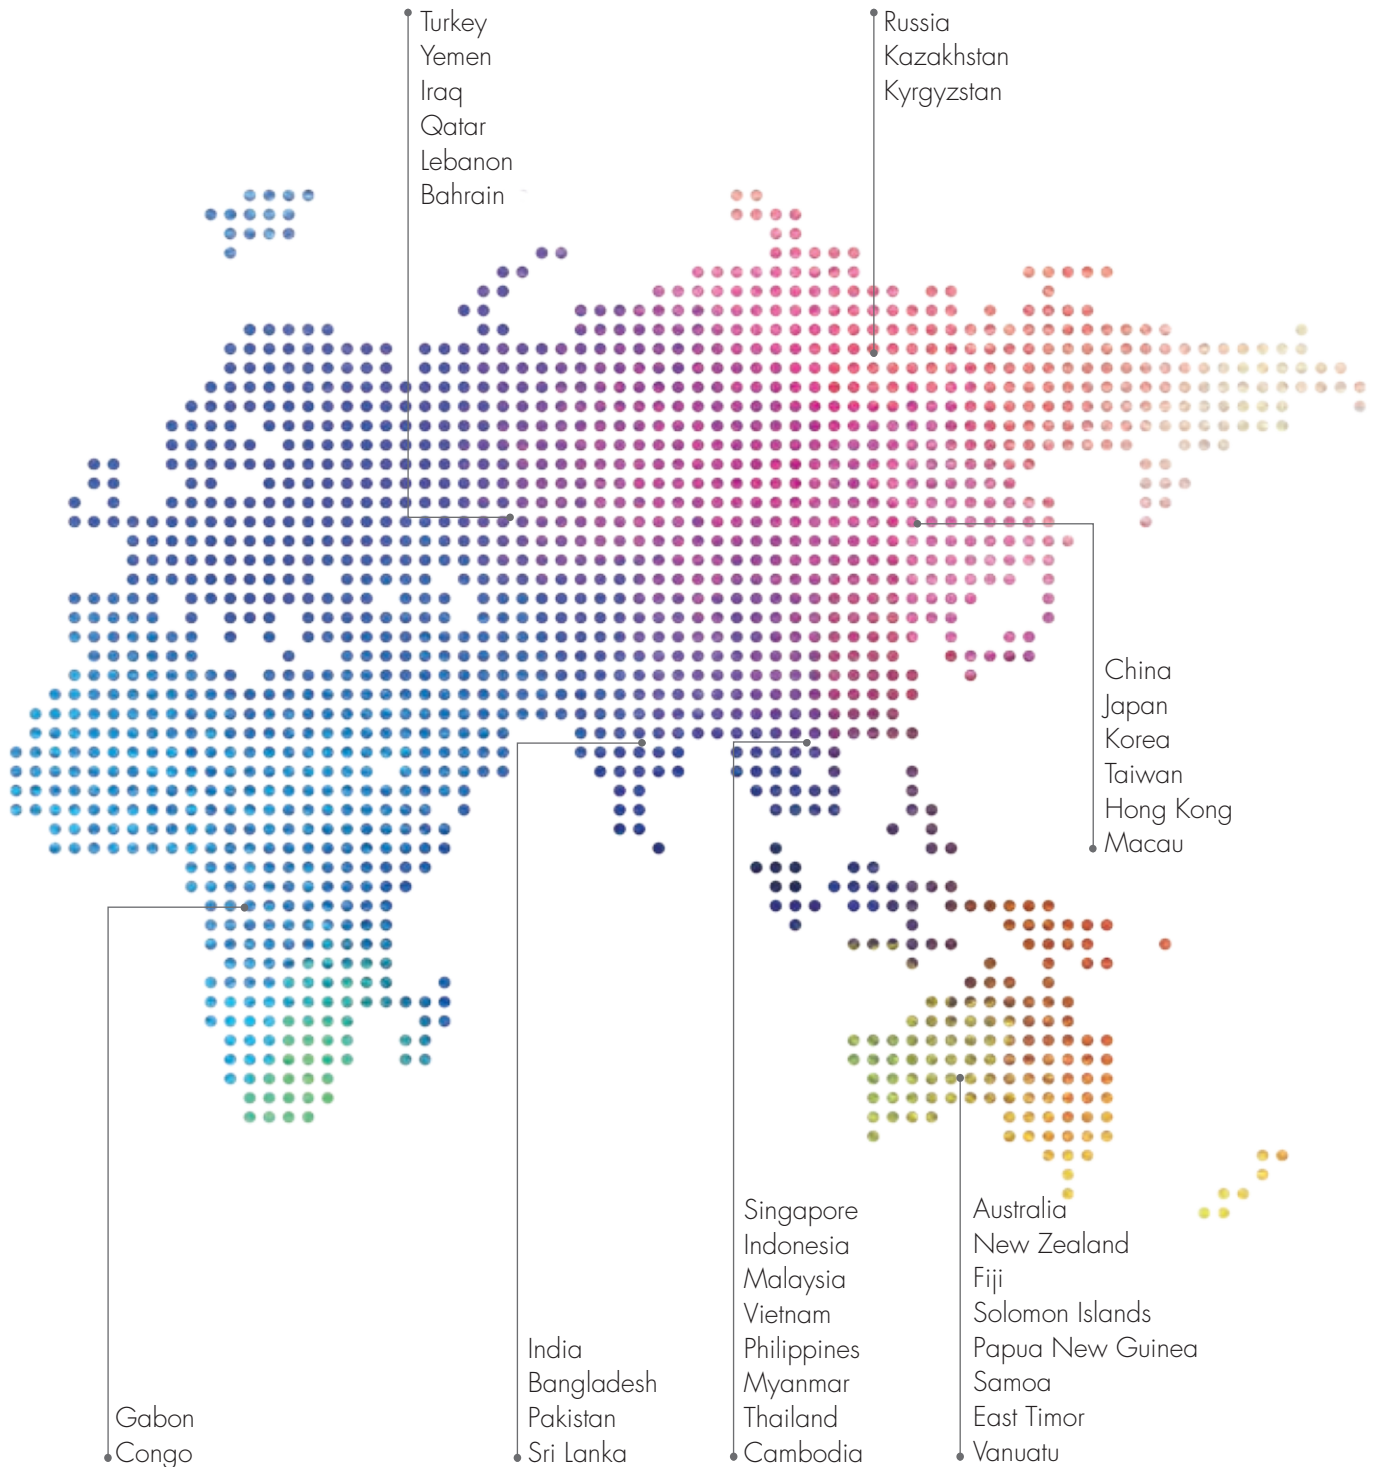 Turkey
Yemen
Iraq
Qatar
Lebanon
Bahrain
Russia
Kazakhstan
Kyrgyzstan
China
Japan
Korea
Taiwan
Hong Kong
Macau
Gabon
Congo
India
Bangladesh
Pakistan
Sri Lanka
Singapore
Indonesia
Malaysia
Vietnam
Philippines
Myanmar
Thailand
Cambodia
Australia
New Zealand
Fiji
Solomon Islands
Papua New Guinea
Samoa
East Timor
Vanuatu